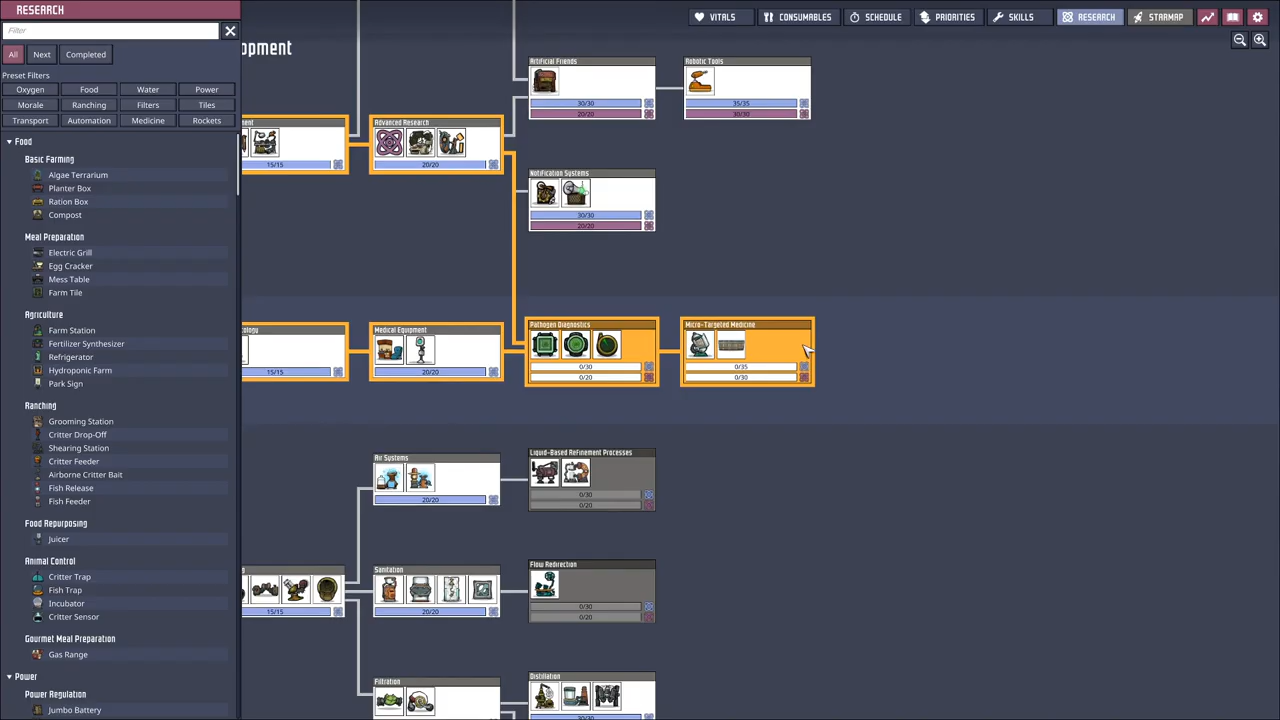 RESEARCH
VITALS
CONSUMABLES
SCHEDULE
PRIORITIES
SKILLS
RESEARCH
STARMAP
Filter
All
Next
Completed
Preset Filters
Oxygen
Food
Water
Power
Morale
Ranching
Filters
Tiles
Transport
Automation
Medicine
Rockets
Food
Basic Farming
Algae Terrarium
Planter Box
Ration Box
Compost
Meal Preparation
Electric Grill
Egg Cracker
Mess Table
Farm Tile
Agriculture
Farm Station
Fertilizer Synthesizer
Refrigerator
Hydroponic Farm
Park Sign
Ranching
Grooming Station
Critter Drop-Off
Shearing Station
Critter Feeder
Airborne Critter Bait
Fish Release
Fish Feeder
Food Repurposing
Juicer
Animal Control
Critter Trap
Fish Trap
Incubator
Critter Sensor
Gourmet Meal Preparation
Gas Range
Power
Power Regulation
Jumbo Battery
opment
Artificial Friends
30/30
20/20
Robotic Tools
35/35
30/30
ment
15/15
Advanced Research
20/20
Notification Systems
30/30
20/20
ology
15/15
Medical Equipment
20/20
Pathogen Diagnostics
0/30
0/20
Micro-Targeted Medicine
0/35
0/30
Air Systems
20/20
Liquid-Based Refinement Processes
0/30
0/20
15/15
Sanitation
20/20
Flow Redirection
0/30
0/20
Filtration
Distillation
30/30